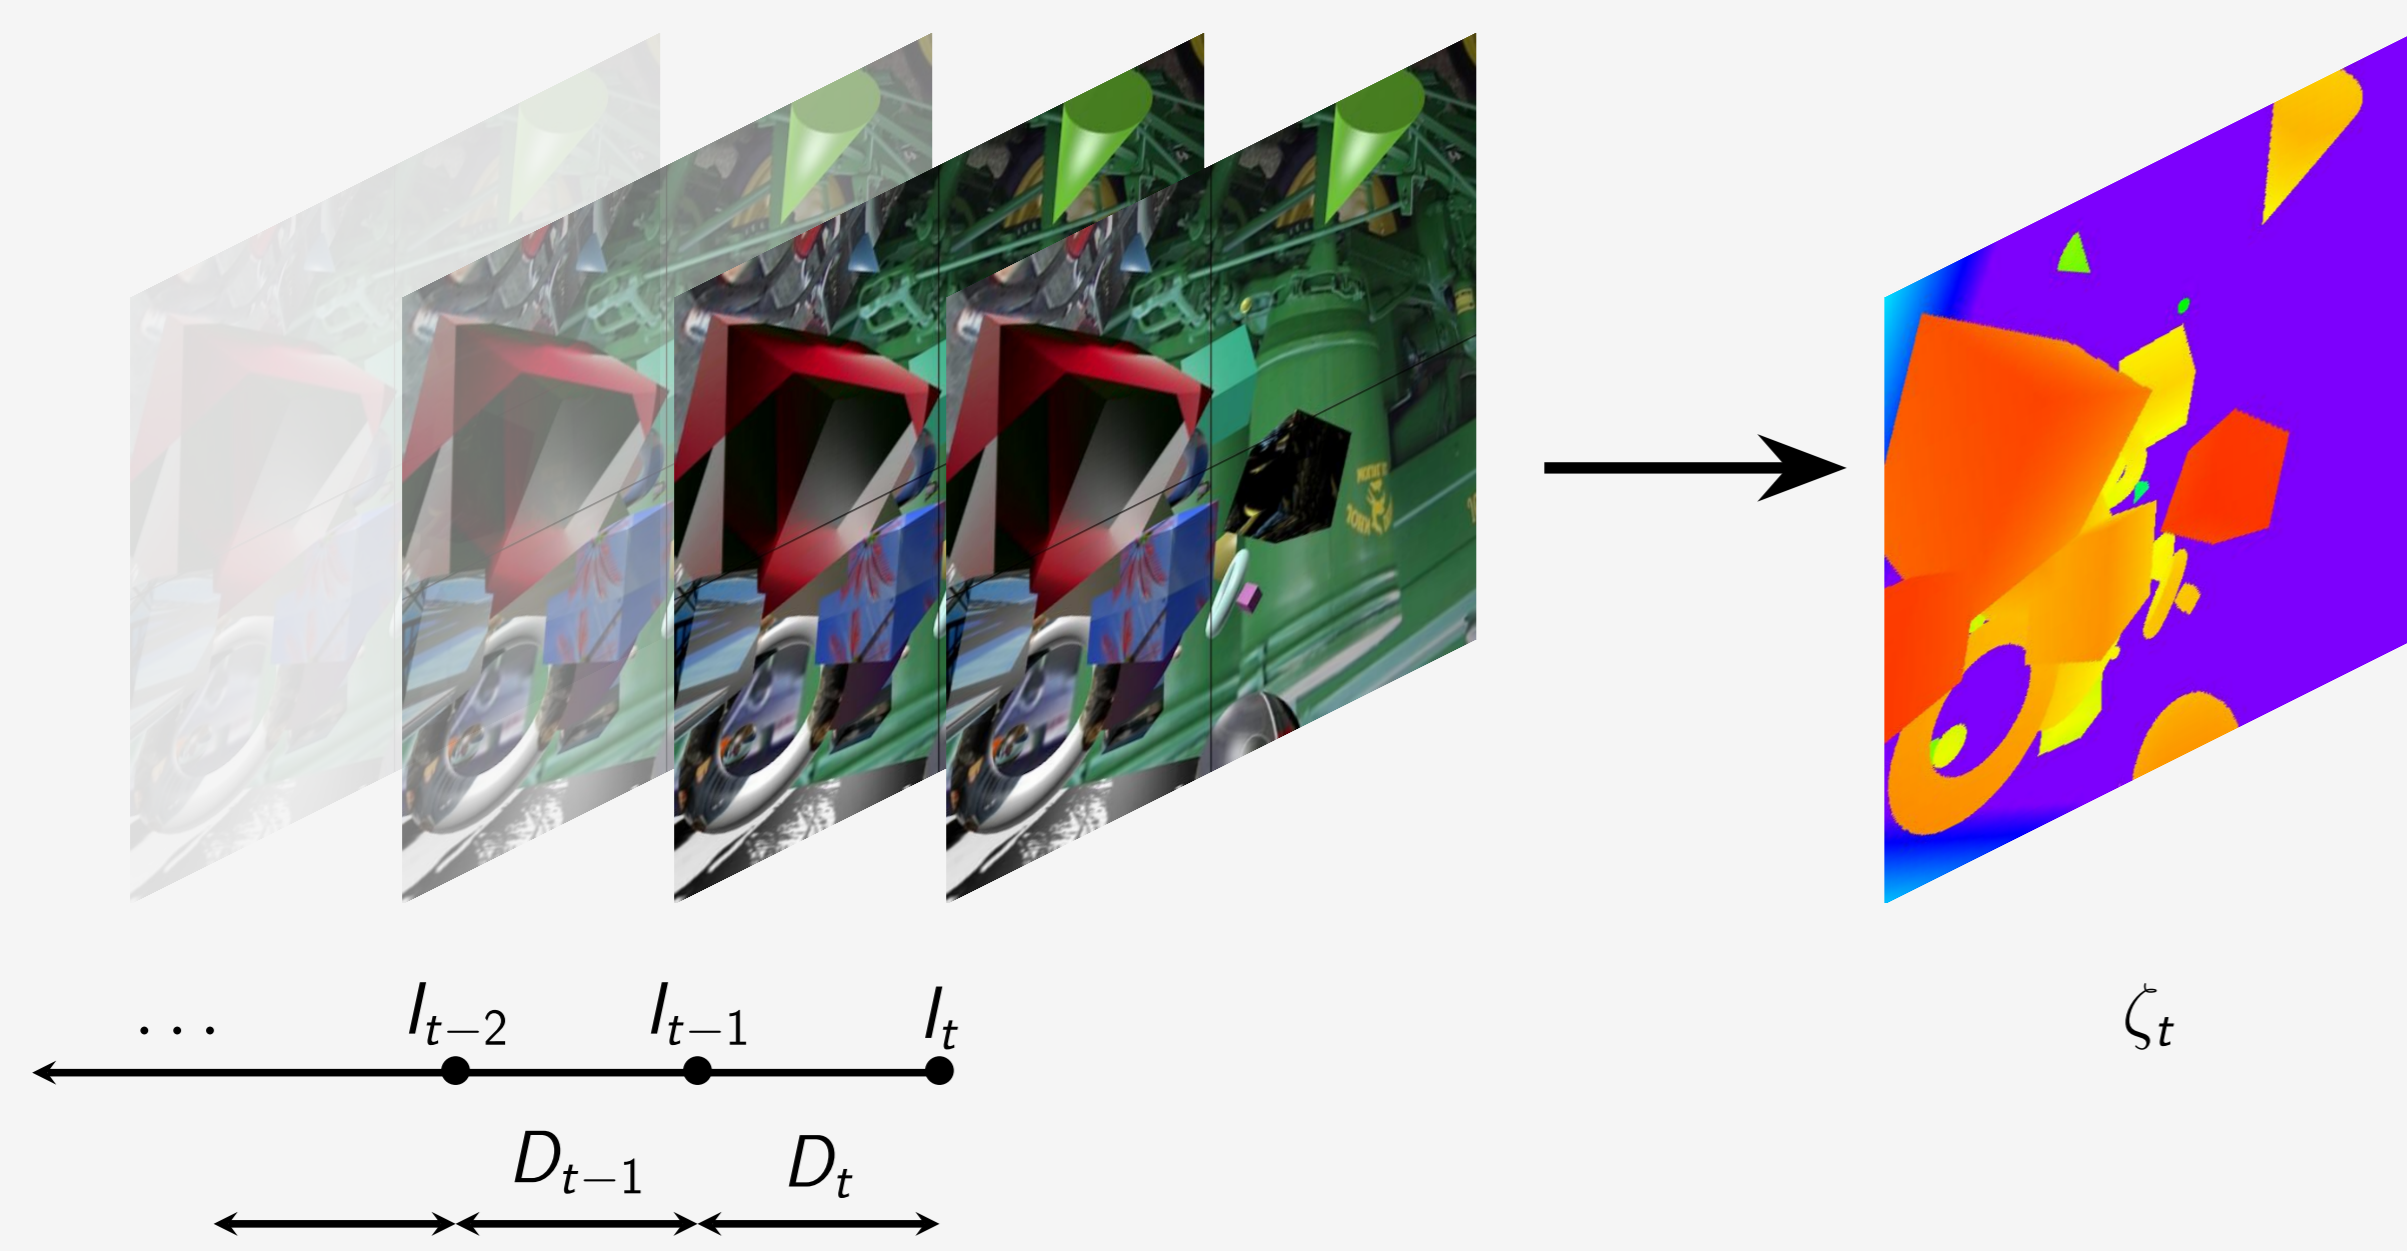 ... I_{t−2} I_{t−1} I_t ζ_t
D_{t−1} D_t